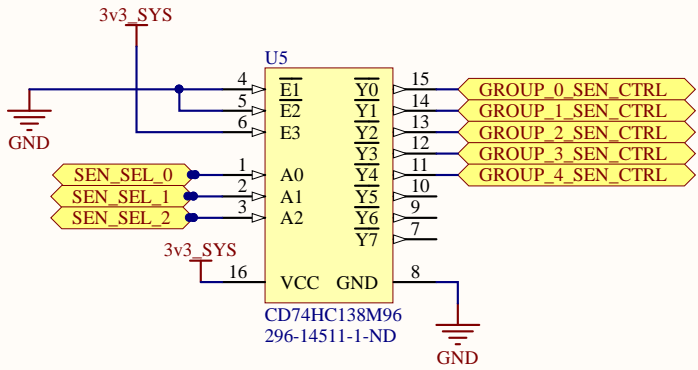 3v3_SYS
U5
4 E1 Y0 15 GROUP_0_SEN_CTRL
5 E2 Y1 14 GROUP_1_SEN_CTRL
6 E3 Y2 13 GROUP_2_SEN_CTRL
GND
Y3 12 GROUP_3_SEN_CTRL
SEN_SEL_0 1 A0 Y4 11 GROUP_4_SEN_CTRL
SEN_SEL_1 2 A1 Y5 10
SEN_SEL_2 3 A2 Y6 9
Y7 7
3v3_SYS
16 VCC GND 8
CD74HC138M96
296-14511-1-ND
GND